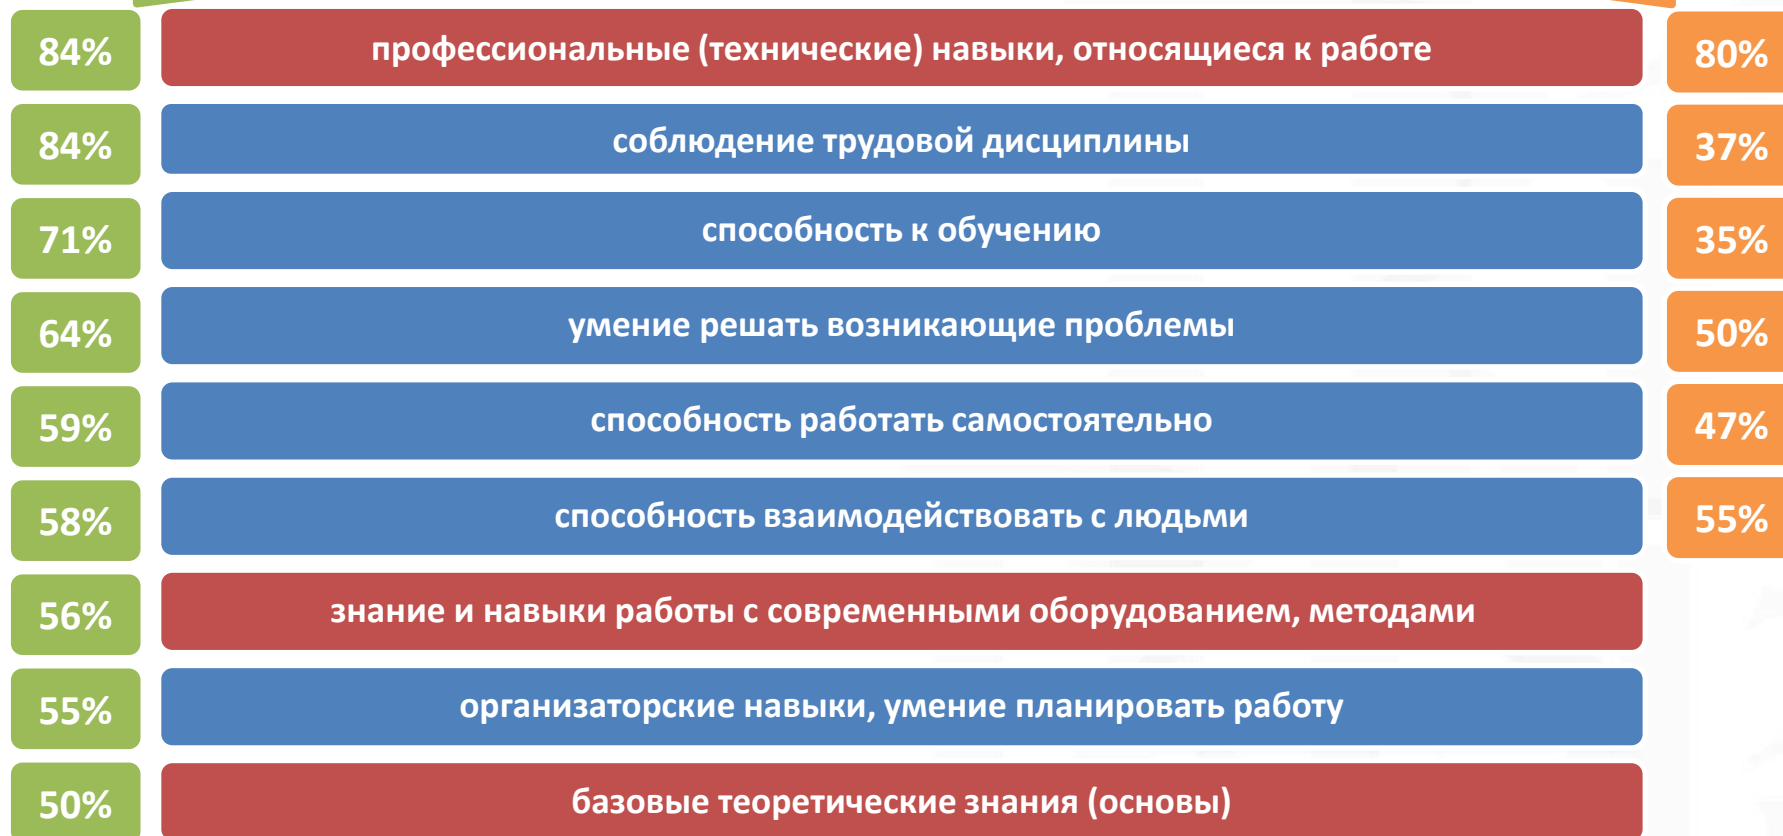 84% профессиональные (технические) навыки, относящиеся к работе 80%
84% соблюдение трудовой дисциплины 37%
71% способность к обучению 35%
64% умение решать возникающие проблемы 50%
59% способность работать самостоятельно 47%
58% способность взаимодействовать с людьми 55%
56% знание и навыки работы с современными оборудованием, методами
55% организаторские навыки, умение планировать работу
50% базовые теоретические знания (основы)